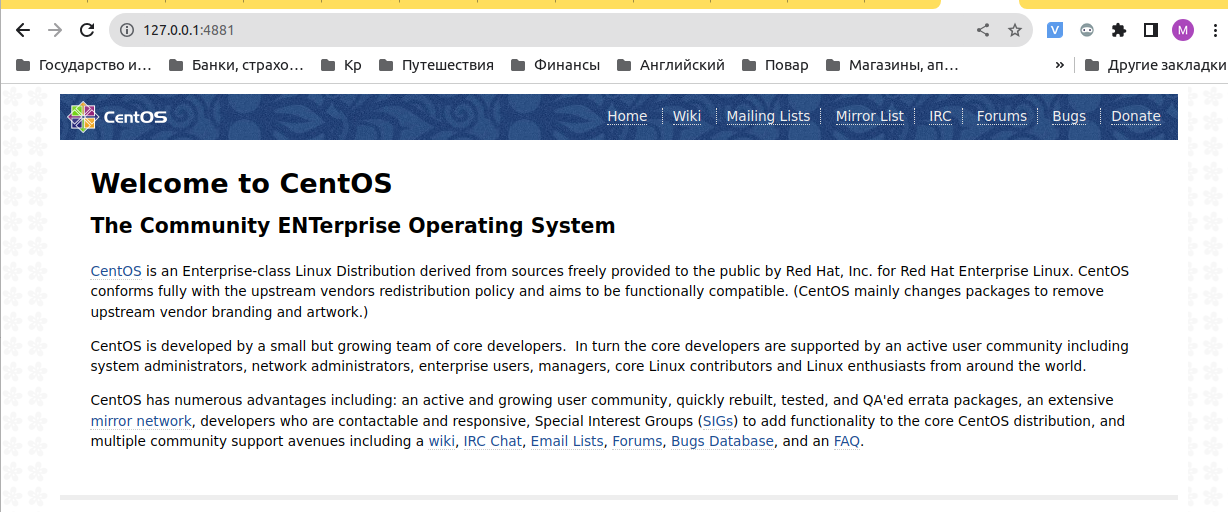 127.0.0.1:4881
V
M
Государство и...
Банки, страхо...
Кр
Путешествия
Финансы
Английский
Повар
Магазины, ап...
»
Другие закладки
CentOS
Home Wiki Mailing Lists Mirror List IRC Forums Bugs Donate
Welcome to CentOS
The Community ENTerprise Operating System
CentOS is an Enterprise-class Linux Distribution derived from sources freely provided to the public by Red Hat, Inc. for Red Hat Enterprise Linux. CentOS
conforms fully with the upstream vendors redistribution policy and aims to be functionally compatible. (CentOS mainly changes packages to remove
upstream vendor branding and artwork.)
CentOS is developed by a small but growing team of core developers.  In turn the core developers are supported by an active user community including
system administrators, network administrators, enterprise users, managers, core Linux contributors and Linux enthusiasts from around the world.
CentOS has numerous advantages including: an active and growing user community, quickly rebuilt, tested, and QA'ed errata packages, an extensive
mirror network, developers who are contactable and responsive, Special Interest Groups (SIGs) to add functionality to the core CentOS distribution, and
multiple community support avenues including a wiki, IRC Chat, Email Lists, Forums, Bugs Database, and an FAQ.